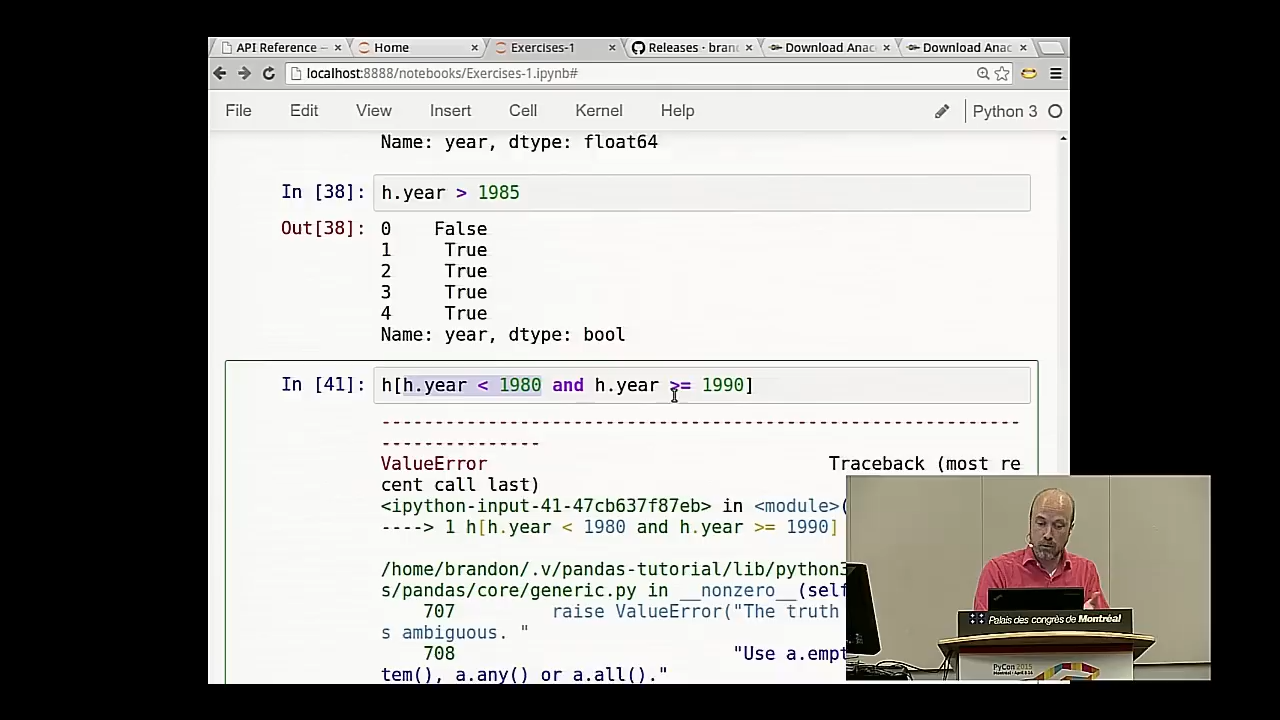 API Reference —
Home
Exercises-1
Releases · bran
Download Anac
Download Anac
localhost:8888/notebooks/Exercises-1.ipynb#
File Edit View Insert Cell Kernel Help Python 3
Name: year, dtype: float64
In [38]: h.year > 1985
Out[38]: 0 False
1 True
2 True
3 True
4 True
Name: year, dtype: bool
In [41]: h[h.year < 1980 and h.year >= 1990]
---------------------------------------------------------------------------
ValueError Traceback (most re
cent call last)
<ipython-input-41-47cb637f87eb> in <module>(
----> 1 h[h.year < 1980 and h.year >= 1990]
/home/brandon/.v/pandas-tutorial/lib/python3
s/pandas/core/generic.py in __nonzero__(self
707 raise ValueError("The truth
s ambiguous. "
708 "Use a.empt
tem(), a.any() or a.all()."
Palais des congrès de Montréal
PyCon 2015